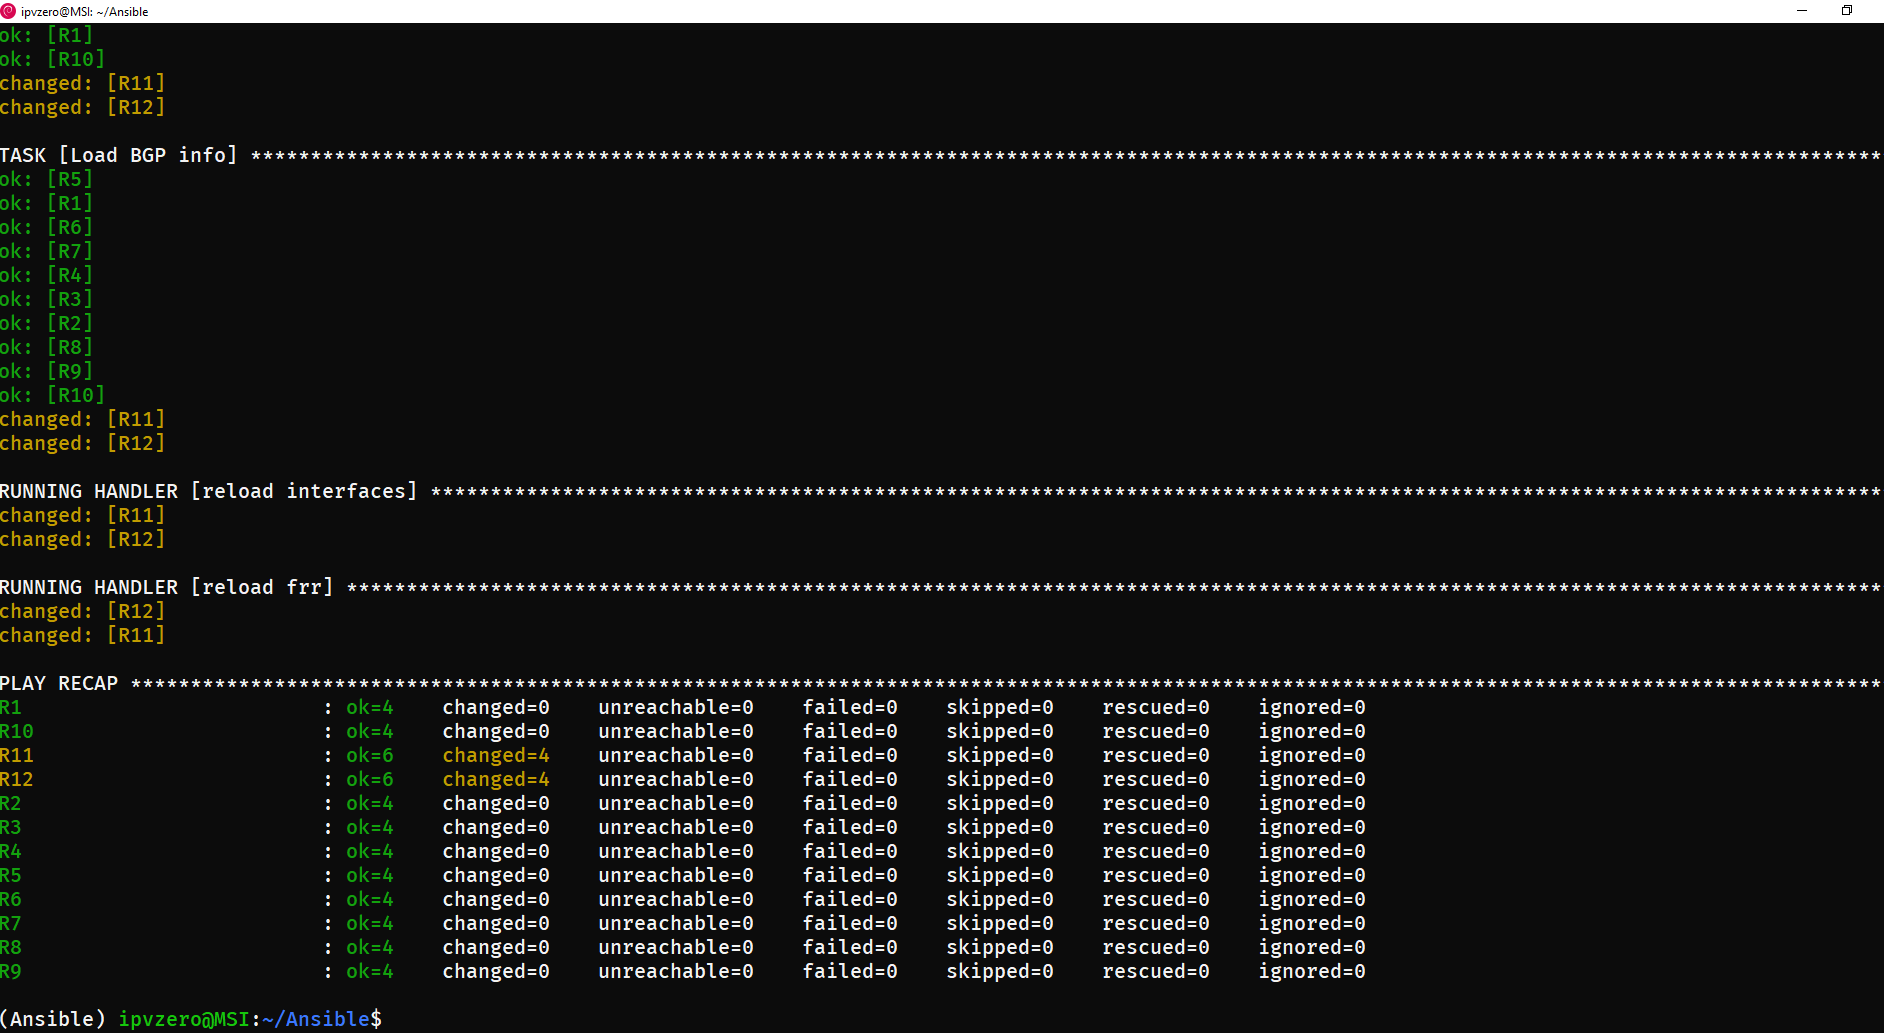 ipvzero@MSI: ~/Ansible
ok: [R1]
ok: [R10]
changed: [R11]
changed: [R12]
TASK [Load BGP info] ****************************************************************************************************************************************
ok: [R5]
ok: [R1]
ok: [R6]
ok: [R7]
ok: [R4]
ok: [R3]
ok: [R2]
ok: [R8]
ok: [R9]
ok: [R10]
changed: [R11]
changed: [R12]
RUNNING HANDLER [reload interfaces] *************************************************************************************************************************
changed: [R11]
changed: [R12]
RUNNING HANDLER [reload frr] ********************************************************************************************************************************
changed: [R12]
changed: [R11]
PLAY RECAP **************************************************************************************************************************************************
R1 : ok=4 changed=0 unreachable=0 failed=0 skipped=0 rescued=0 ignored=0
R10 : ok=4 changed=0 unreachable=0 failed=0 skipped=0 rescued=0 ignored=0
R11 : ok=6 changed=4 unreachable=0 failed=0 skipped=0 rescued=0 ignored=0
R12 : ok=6 changed=4 unreachable=0 failed=0 skipped=0 rescued=0 ignored=0
R2 : ok=4 changed=0 unreachable=0 failed=0 skipped=0 rescued=0 ignored=0
R3 : ok=4 changed=0 unreachable=0 failed=0 skipped=0 rescued=0 ignored=0
R4 : ok=4 changed=0 unreachable=0 failed=0 skipped=0 rescued=0 ignored=0
R5 : ok=4 changed=0 unreachable=0 failed=0 skipped=0 rescued=0 ignored=0
R6 : ok=4 changed=0 unreachable=0 failed=0 skipped=0 rescued=0 ignored=0
R7 : ok=4 changed=0 unreachable=0 failed=0 skipped=0 rescued=0 ignored=0
R8 : ok=4 changed=0 unreachable=0 failed=0 skipped=0 rescued=0 ignored=0
R9 : ok=4 changed=0 unreachable=0 failed=0 skipped=0 rescued=0 ignored=0
(Ansible) ipvzero@MSI:~/Ansible$